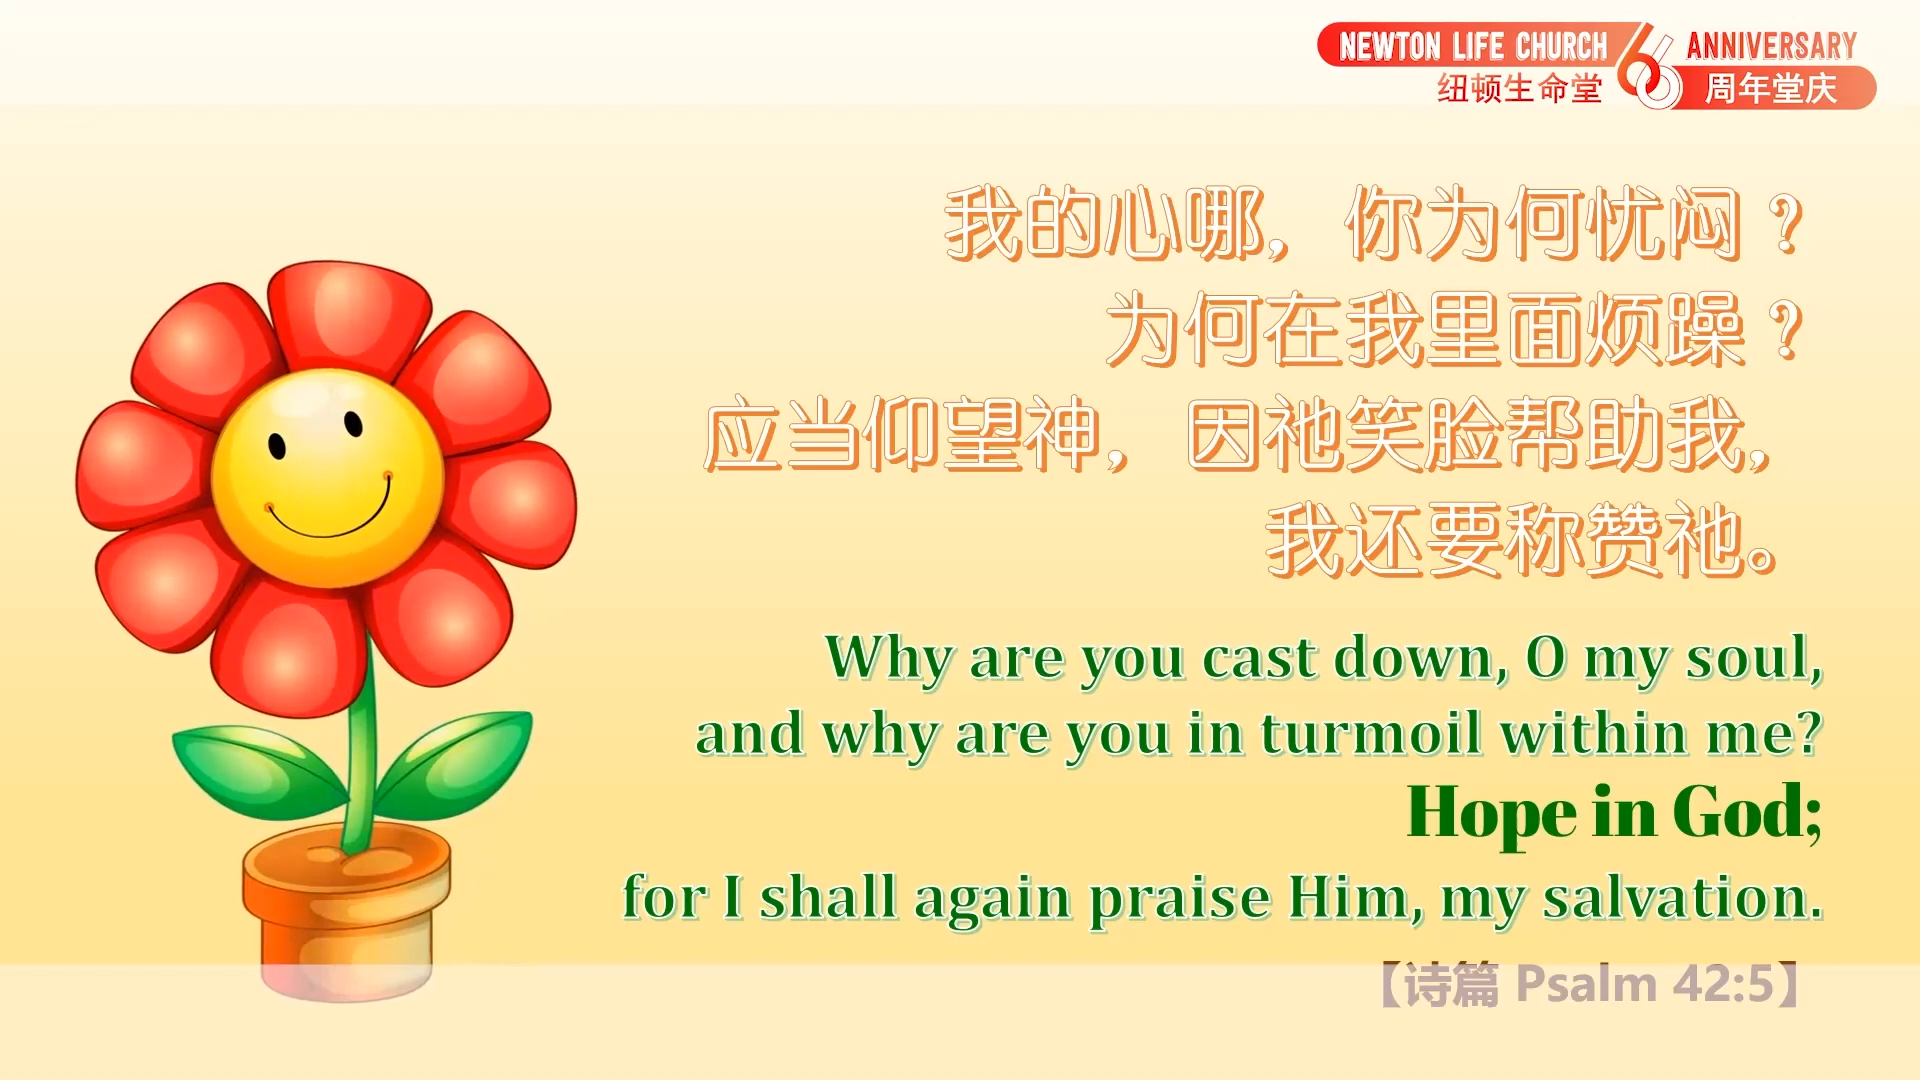 NEWTON LIFE CHURCH 66 ANNIVERSARY
纽顿生命堂 周年堂庆
我的心哪，你为何忧闷？
为何在我里面烦躁？
应当仰望神，因祂笑脸帮助我，
我还要称赞祂。
Why are you cast down, O my soul,
and why are you in turmoil within me?
Hope in God;
for I shall again praise Him, my salvation.
【诗篇 Psalm 42:5】